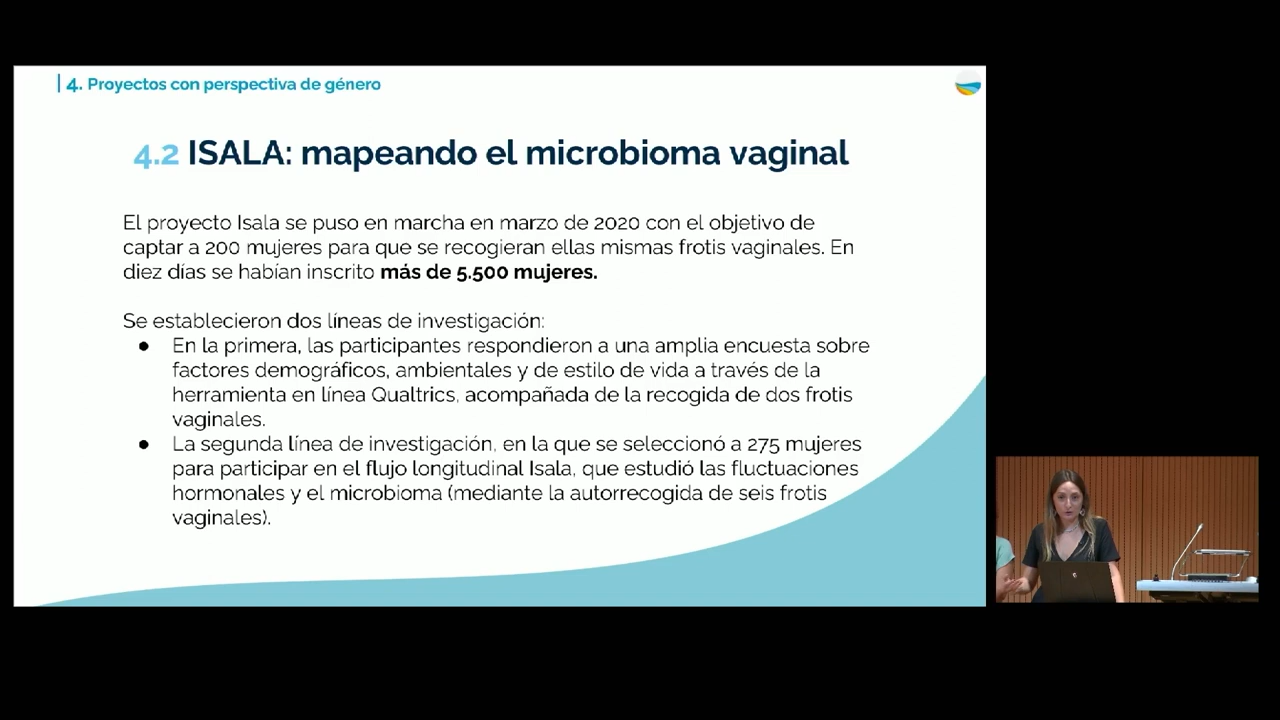 | 4. Proyectos con perspectiva de género
4.2 ISALA: mapeando el microbioma vaginal
El proyecto Isala se puso en marcha en marzo de 2020 con el objetivo de
captar a 200 mujeres para que se recogieran ellas mismas frotis vaginales. En
diez días se habían inscrito más de 5.500 mujeres.
Se establecieron dos líneas de investigación:
● En la primera, las participantes respondieron a una amplia encuesta sobre
factores demográficos, ambientales y de estilo de vida a través de la
herramienta en línea Qualtrics, acompañada de la recogida de dos frotis
vaginales.
● La segunda línea de investigación, en la que se seleccionó a 275 mujeres
para participar en el flujo longitudinal Isala, que estudió las fluctuaciones
hormonales y el microbioma (mediante la autorrecogida de seis frotis
vaginales).